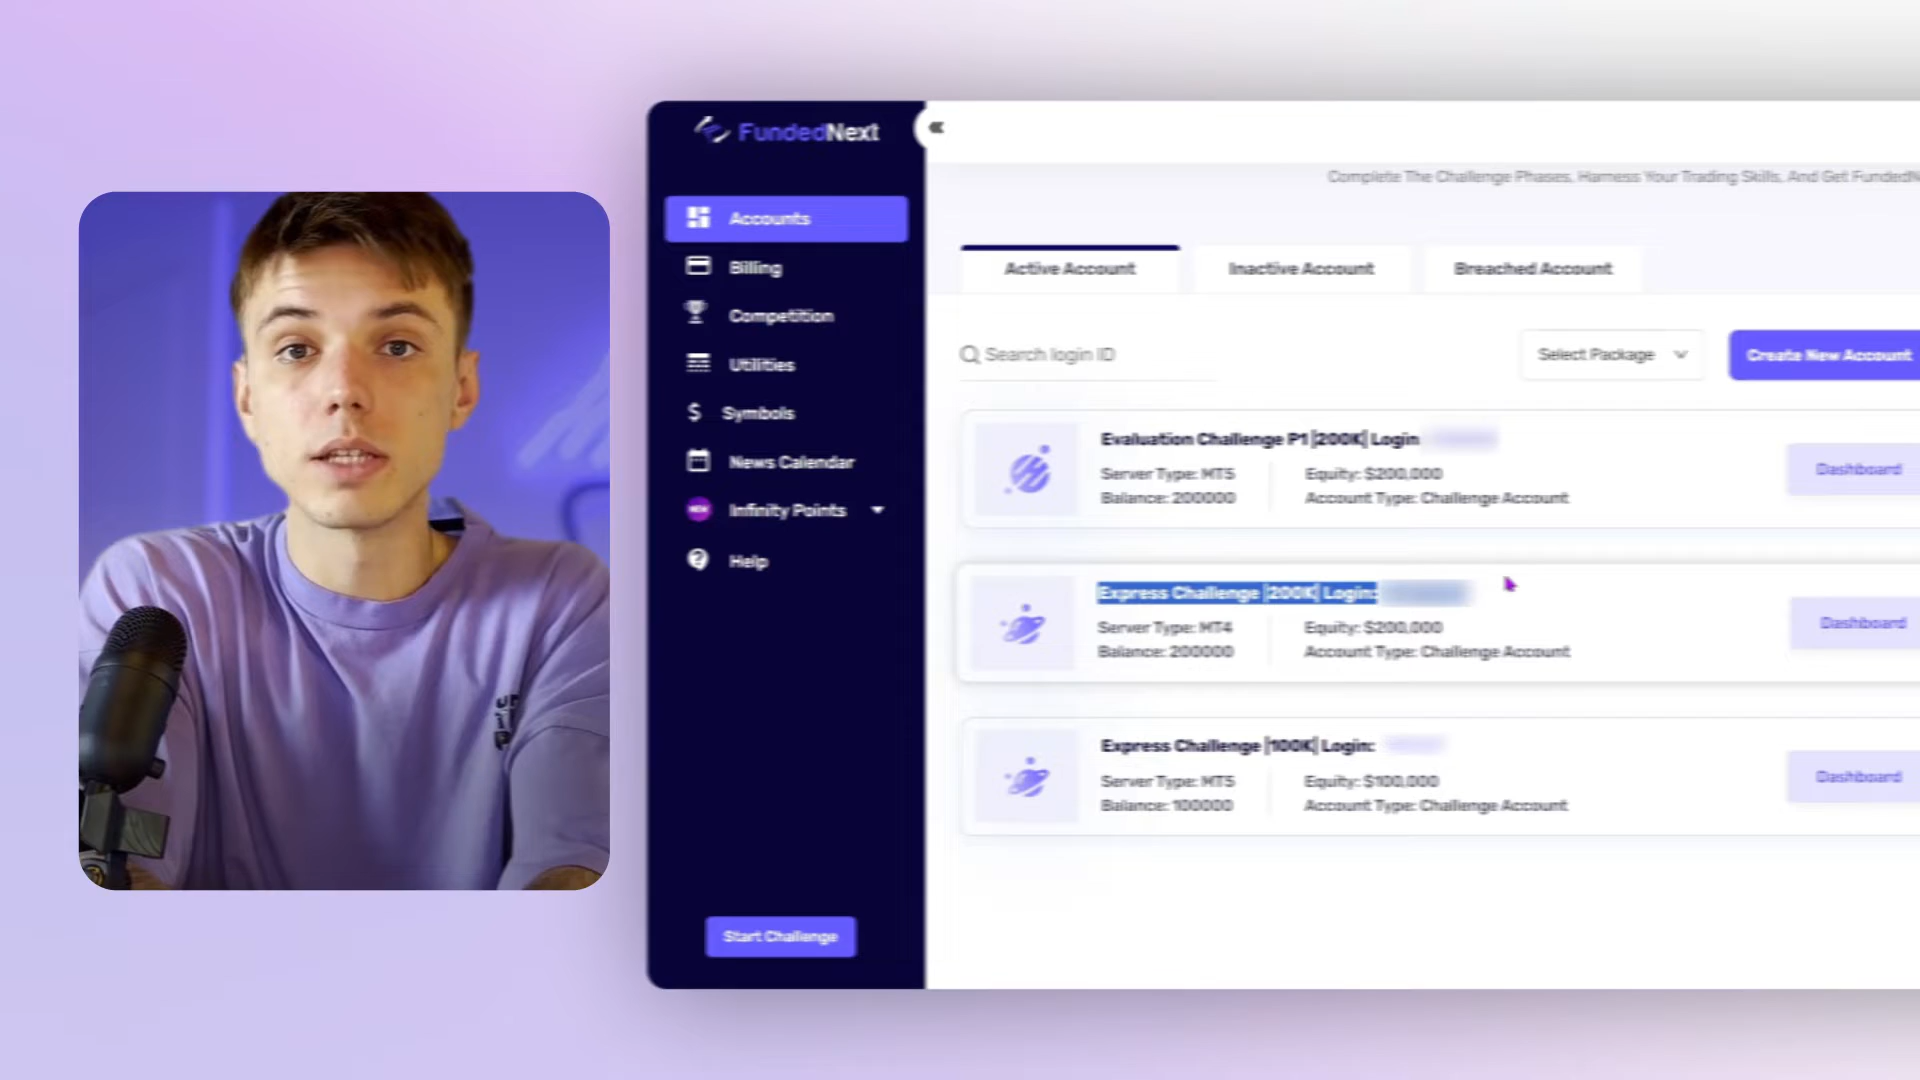 FundedNext
Accounts
Billing
Competition
Utilities
$ Symbols
News Calendar
NEW Infinity Points
Help
Start Challenge
Complete The Challenge Phases, Harness Your Trading Skills, And Get FundedN
Active Account
Inactive Account
Breached Account
Search login ID
Select Package
Create New Account
Evaluation Challenge P1 |200K| Login
Server Type: MT5
Equity: $200,000
Balance: 200000
Account Type: Challenge Account
Dashboard
Express Challenge |200K| Login:
Server Type: MT4
Equity: $200,000
Balance: 200000
Account Type: Challenge Account
Dashboard
Express Challenge |100K| Login:
Server Type: MT5
Equity: $100,000
Balance: 100000
Account Type: Challenge Account
Dashboard